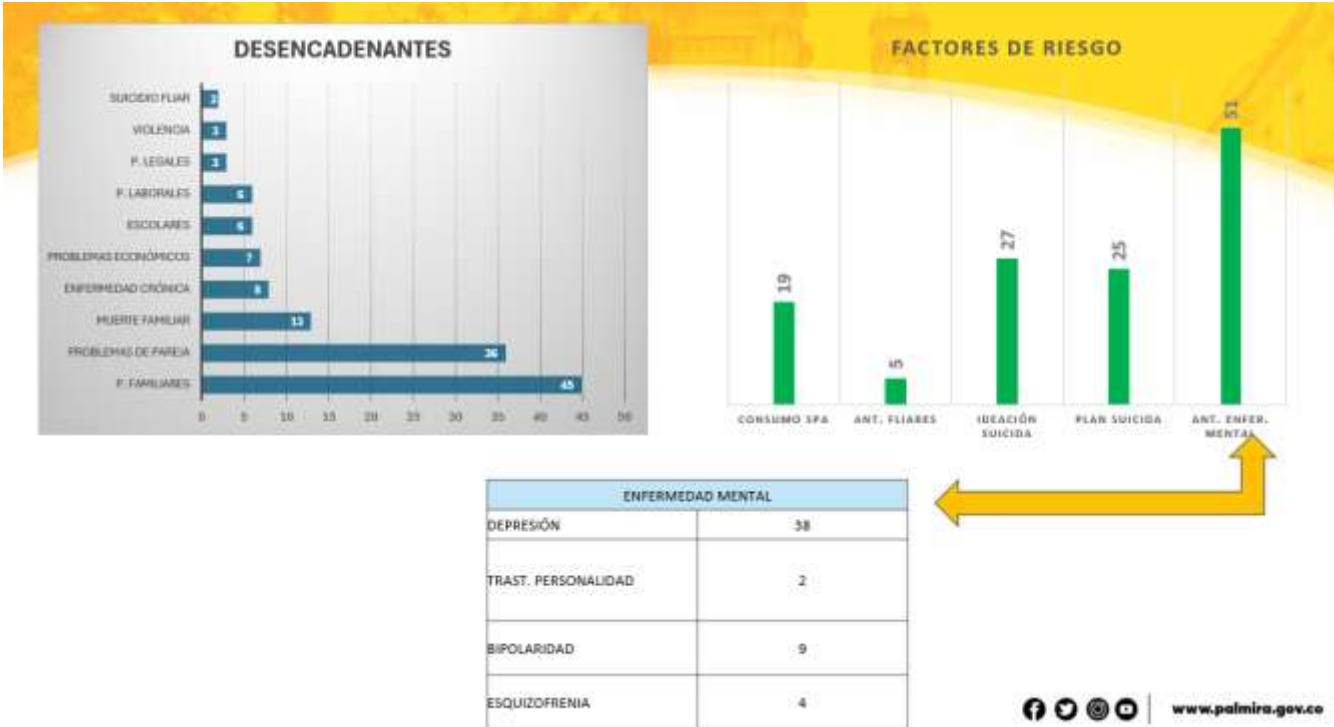 DESENCADENANTES
SUICIDIO FLIAR 2
VIOLENCIA 3
P. LEGALES 3
P. LABORALES 6
ESCOLARES 6
PROBLEMAS ECONÓMICOS 7
ENFERMEDAD CRÓNICA 8
MUERTE FAMILIAR 13
PROBLEMAS DE PAREJA 36
P. FAMILIARES 45
0 5 10 15 20 25 30 35 40 45 50
FACTORES DE RIESGO
19 5 27 25 51
CONSUMO SPA
ANT. FLIARES
IDEACIÓN
SUICIDA
PLAN SUICIDA
ANT. ENFER.
MENTAL
ENFERMEDAD MENTAL
DEPRESIÓN 38
TRAST. PERSONALIDAD 2
BIPOLARIDAD 9
ESQUIZOFRENIA 4
www.palmira.gov.co